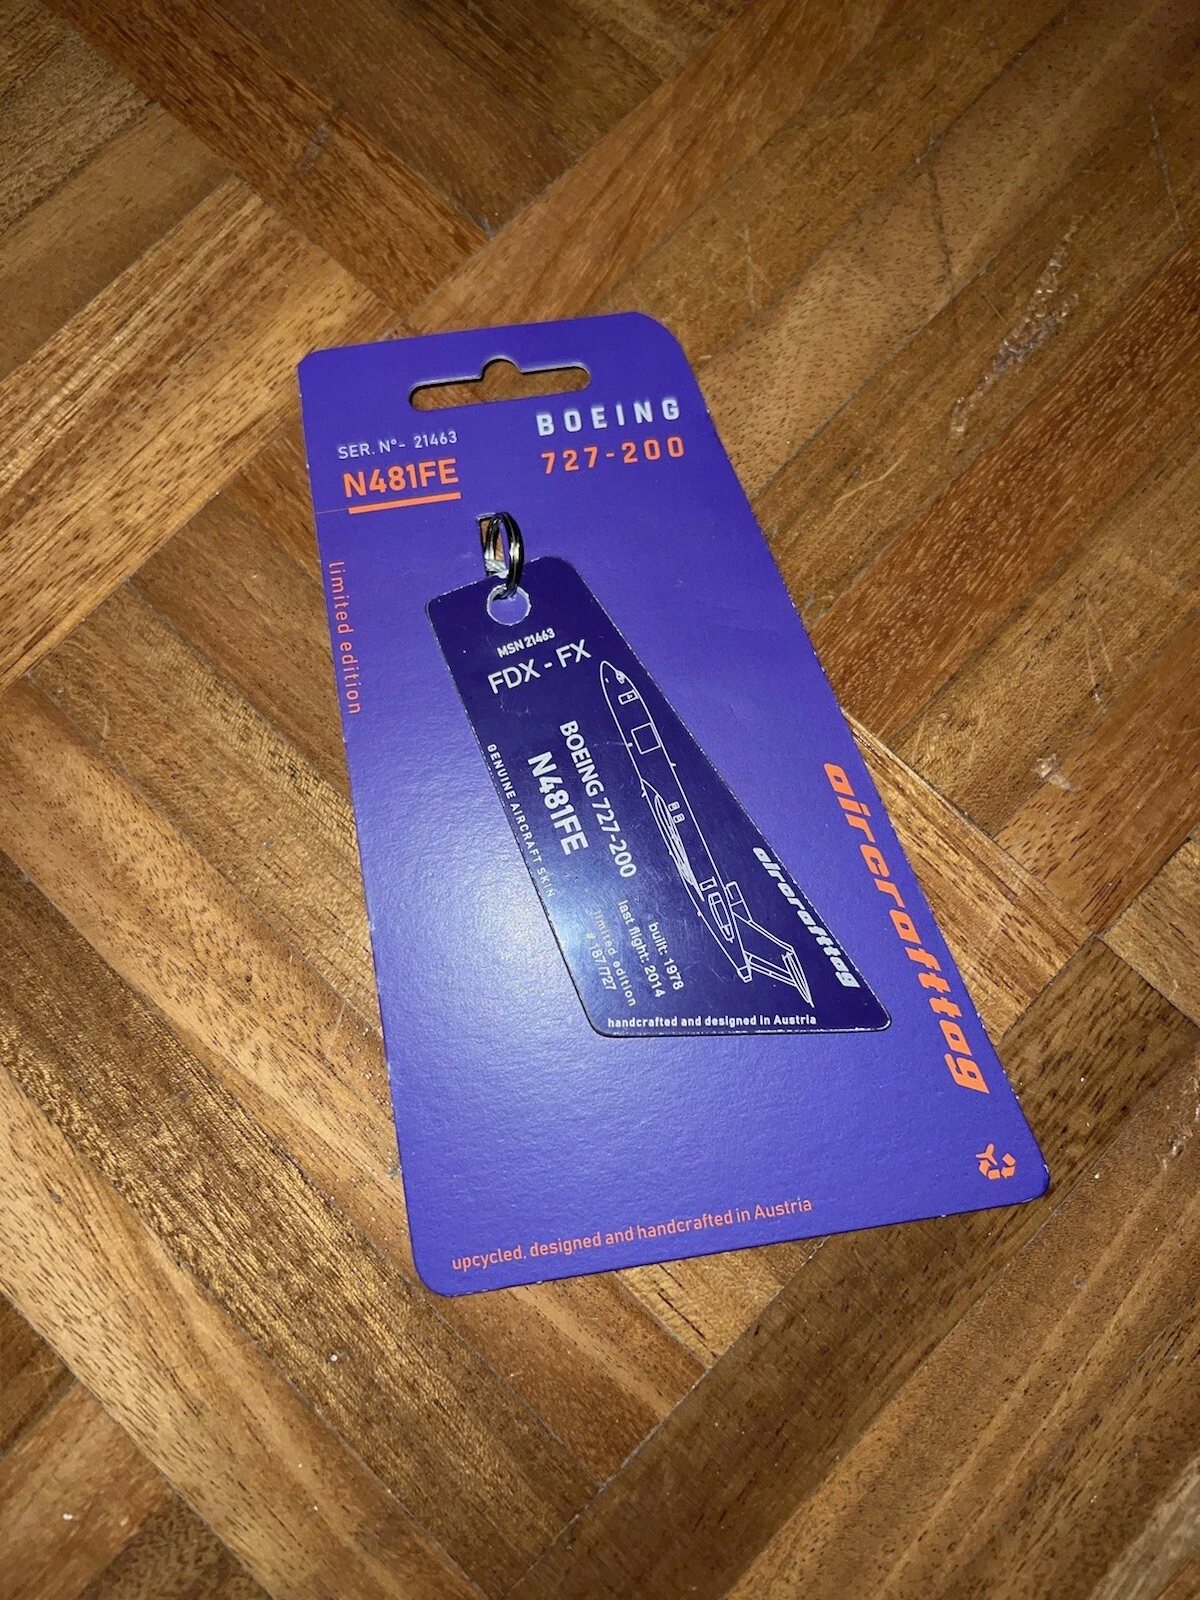 BOEING
727-200
SER. N°- 21463
N481FE
limited edition
MSN 21463
FDX - FX
BOEING 727-200
N481FE
GENUINE AIRCRAFT SKIN
built: 1978
last flight: 2014
limited edition
# 187/727
aircrafttag
handcrafted and designed in Austria
aircrafttag
upcycled, designed and handcrafted in Austria